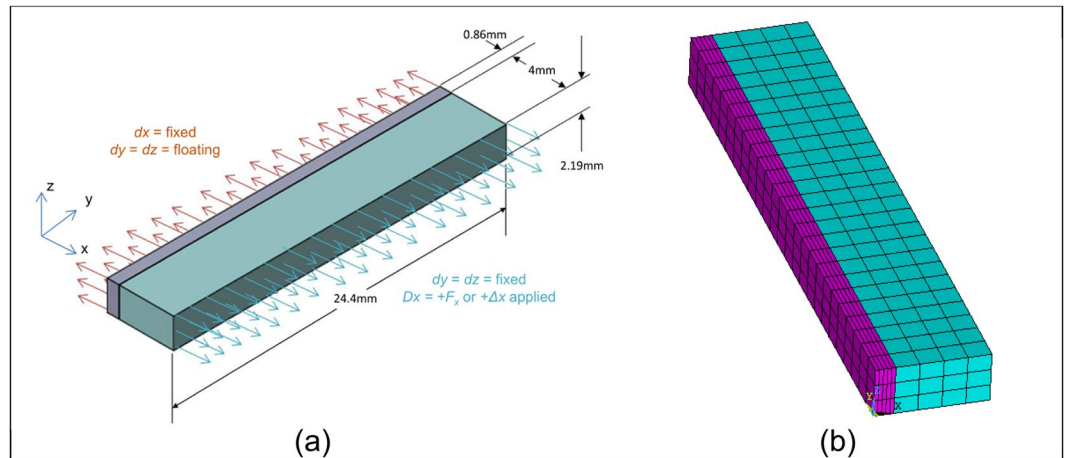 0.86mm
4mm
2.19mm
dx = fixed
dy = dz = floating
z
y
x
dy = dz = fixed
Dx = +Fx or +Δx applied
24.4mm
(a)
Y
X
(b)